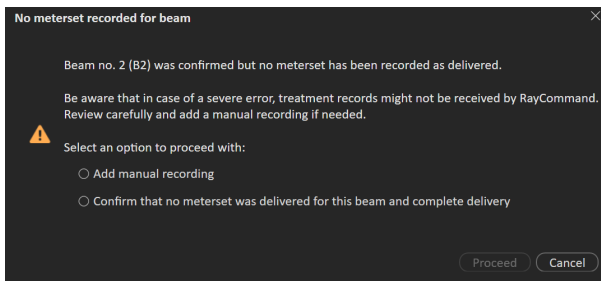 No meterset recorded for beam
Beam no. 2 (B2) was confirmed but no meterset has been recorded as delivered.
Be aware that in case of a severe error, treatment records might not be received by RayCommand.
Review carefully and add a manual recording if needed.
Select an option to proceed with:
Add manual recording
Confirm that no meterset was delivered for this beam and complete delivery
Proceed Cancel